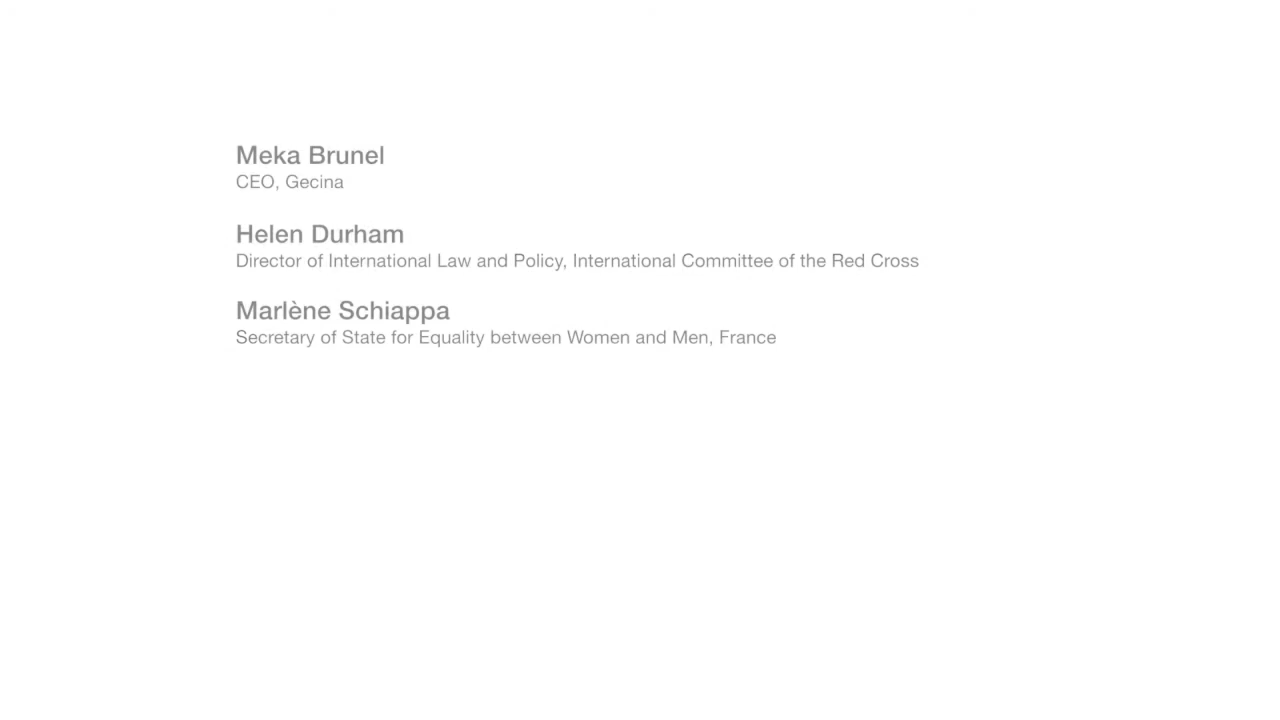 Meka Brunel
CEO, Gecina
Helen Durham
Director of International Law and Policy, International Committee of the Red Cross
Marlène Schiappa
Secretary of State for Equality between Women and Men, France